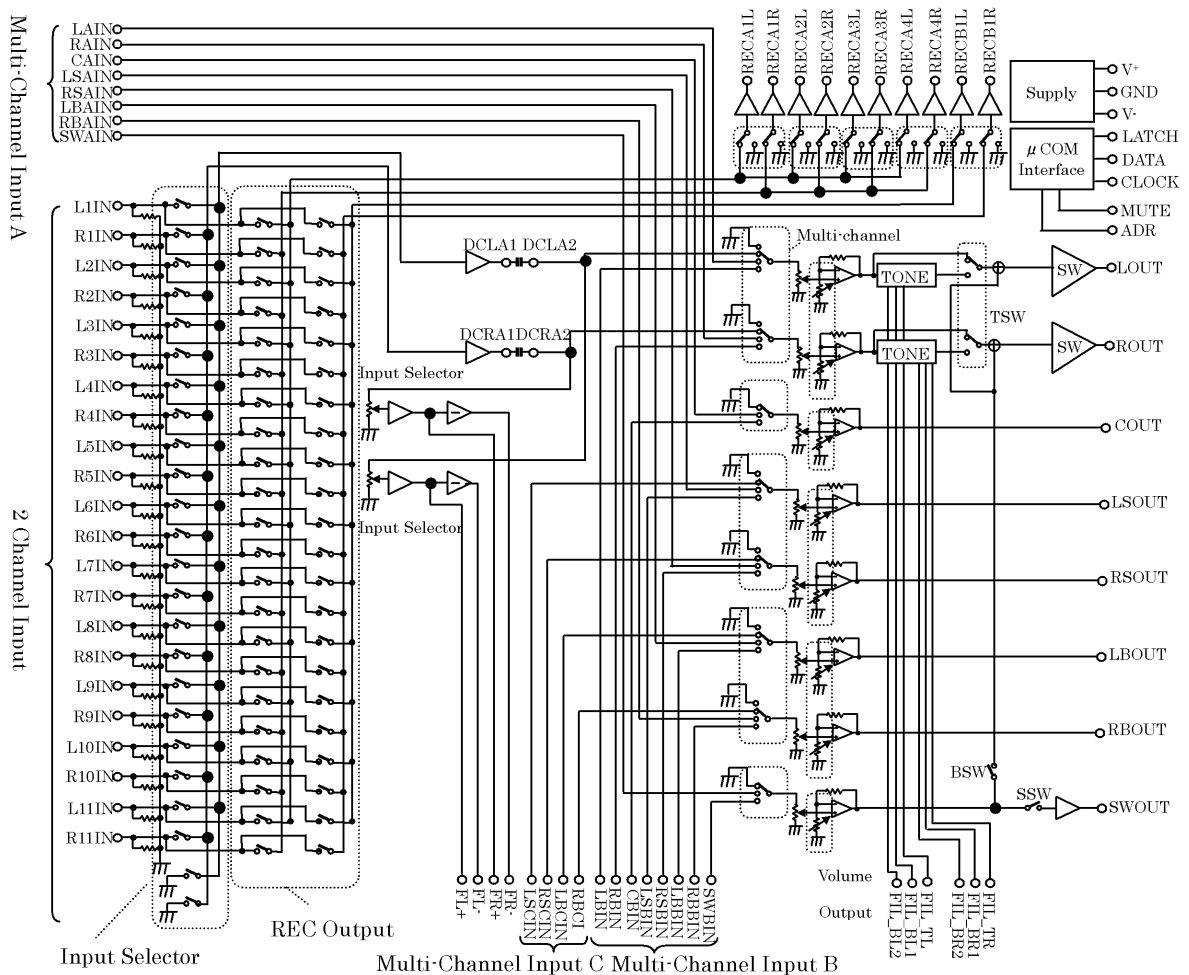 Multi-Channel Input A
LAIN
RAIN
CAIN
LSAIN
RSAIN
LBAIN
RBAIN
SWAIN
RECA1L
RECA1R
RECA2L
RECA2R
RECA3L
RECA3R
RECA4L
RECA4R
RECB1L
RECB1R
Supply
V+
GND
V-
μ COM
Interface
LATCH
DATA
CLOCK
MUTE
ADR
2 Channel Input
L1IN
R1IN
L2IN
R2IN
L3IN
R3IN
L4IN
R4IN
L5IN
R5IN
L6IN
R6IN
L7IN
R7IN
L8IN
R8IN
L9IN
R9IN
L10IN
R10IN
L11IN
R11IN
DCLA1 DCLA2
DCRA1DCRA2
Input Selector
Input Selector
Multi-channel
TONE
TONE
TSW
SW
SW
LOUT
ROUT
COUT
LSOUT
RSOUT
LBOUT
RBOUT
BSW
SSW
SWOUT
Volume
Output
FIL_BL2
FIL_BL1
FIL_TL
FIL_BR2
FIL_BR1
FIL_TR
FL+
FL-
FR+
FR-
LSCIN
RSCIN
LBCIN
RBCI
LBIN
RBIN
CBIN
LSBIN
RSBIN
LBBIN
RBBIN
SWBIN
REC Output
Input Selector
Multi-Channel Input C Multi-Channel Input B